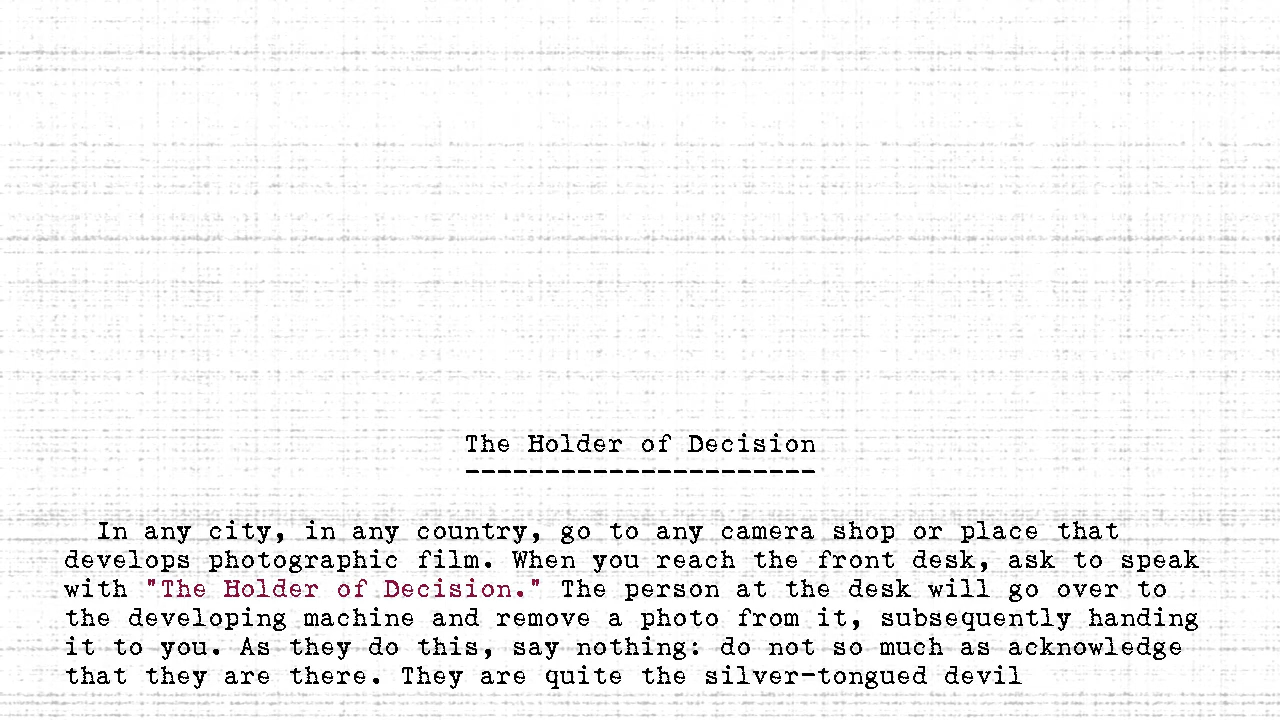 The Holder of Decision
----------------------
In any city, in any country, go to any camera shop or place that
develops photographic film. When you reach the front desk, ask to speak
with "The Holder of Decision." The person at the desk will go over to
the developing machine and remove a photo from it, subsequently handing
it to you. As they do this, say nothing: do not so much as acknowledge
that they are there. They are quite the silver-tongued devil